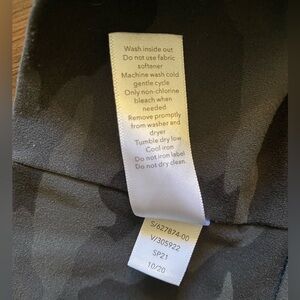 Wash inside out
Do not use fabric
softener
Machine wash cold
gentle cycle
Only non-chlorine
bleach when
needed
Remove promptly
from washer and
dryer
Tumble dry low
Cool iron
Do not iron label
Do not dry clean
S/627874-00
V/305922
SP21
10/20